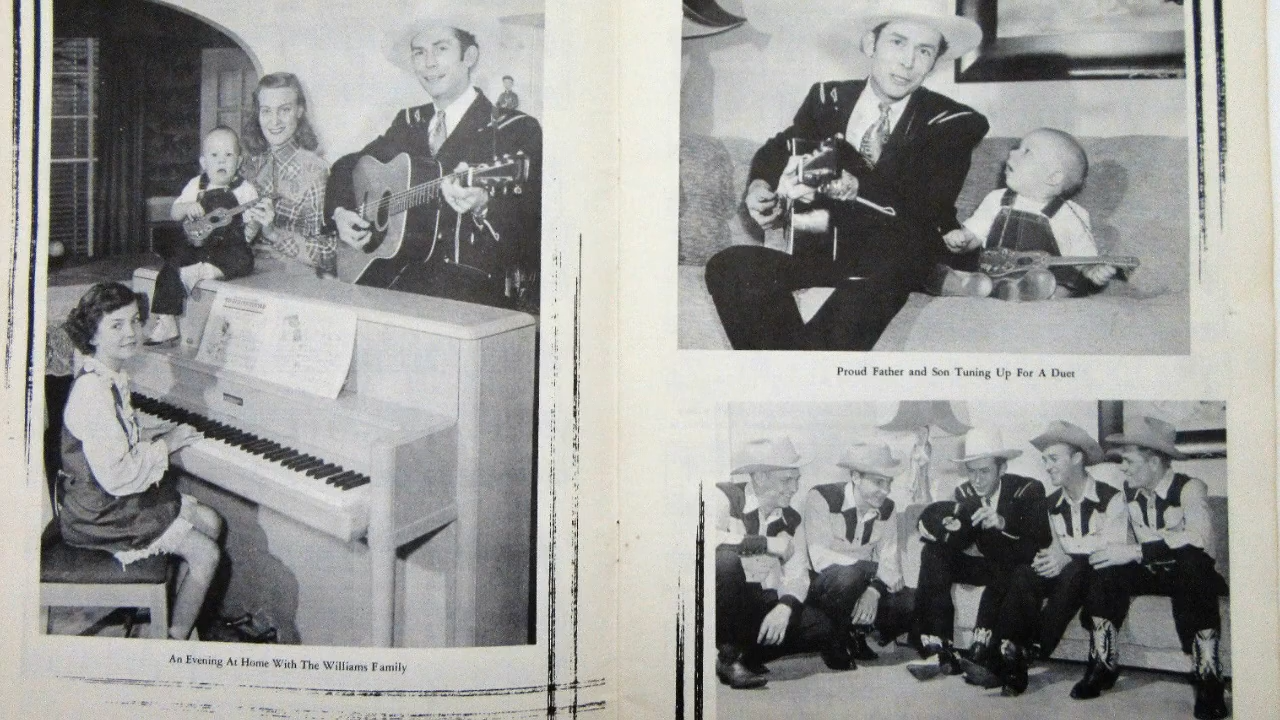 An Evening At Home With The Williams Family
Proud Father and Son Tuning Up For A Duet